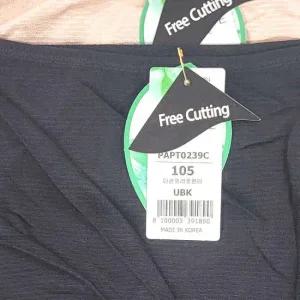 Free Cutting
Free Cutting
PAPT0239C
105
UBK
MADE IN KOREA